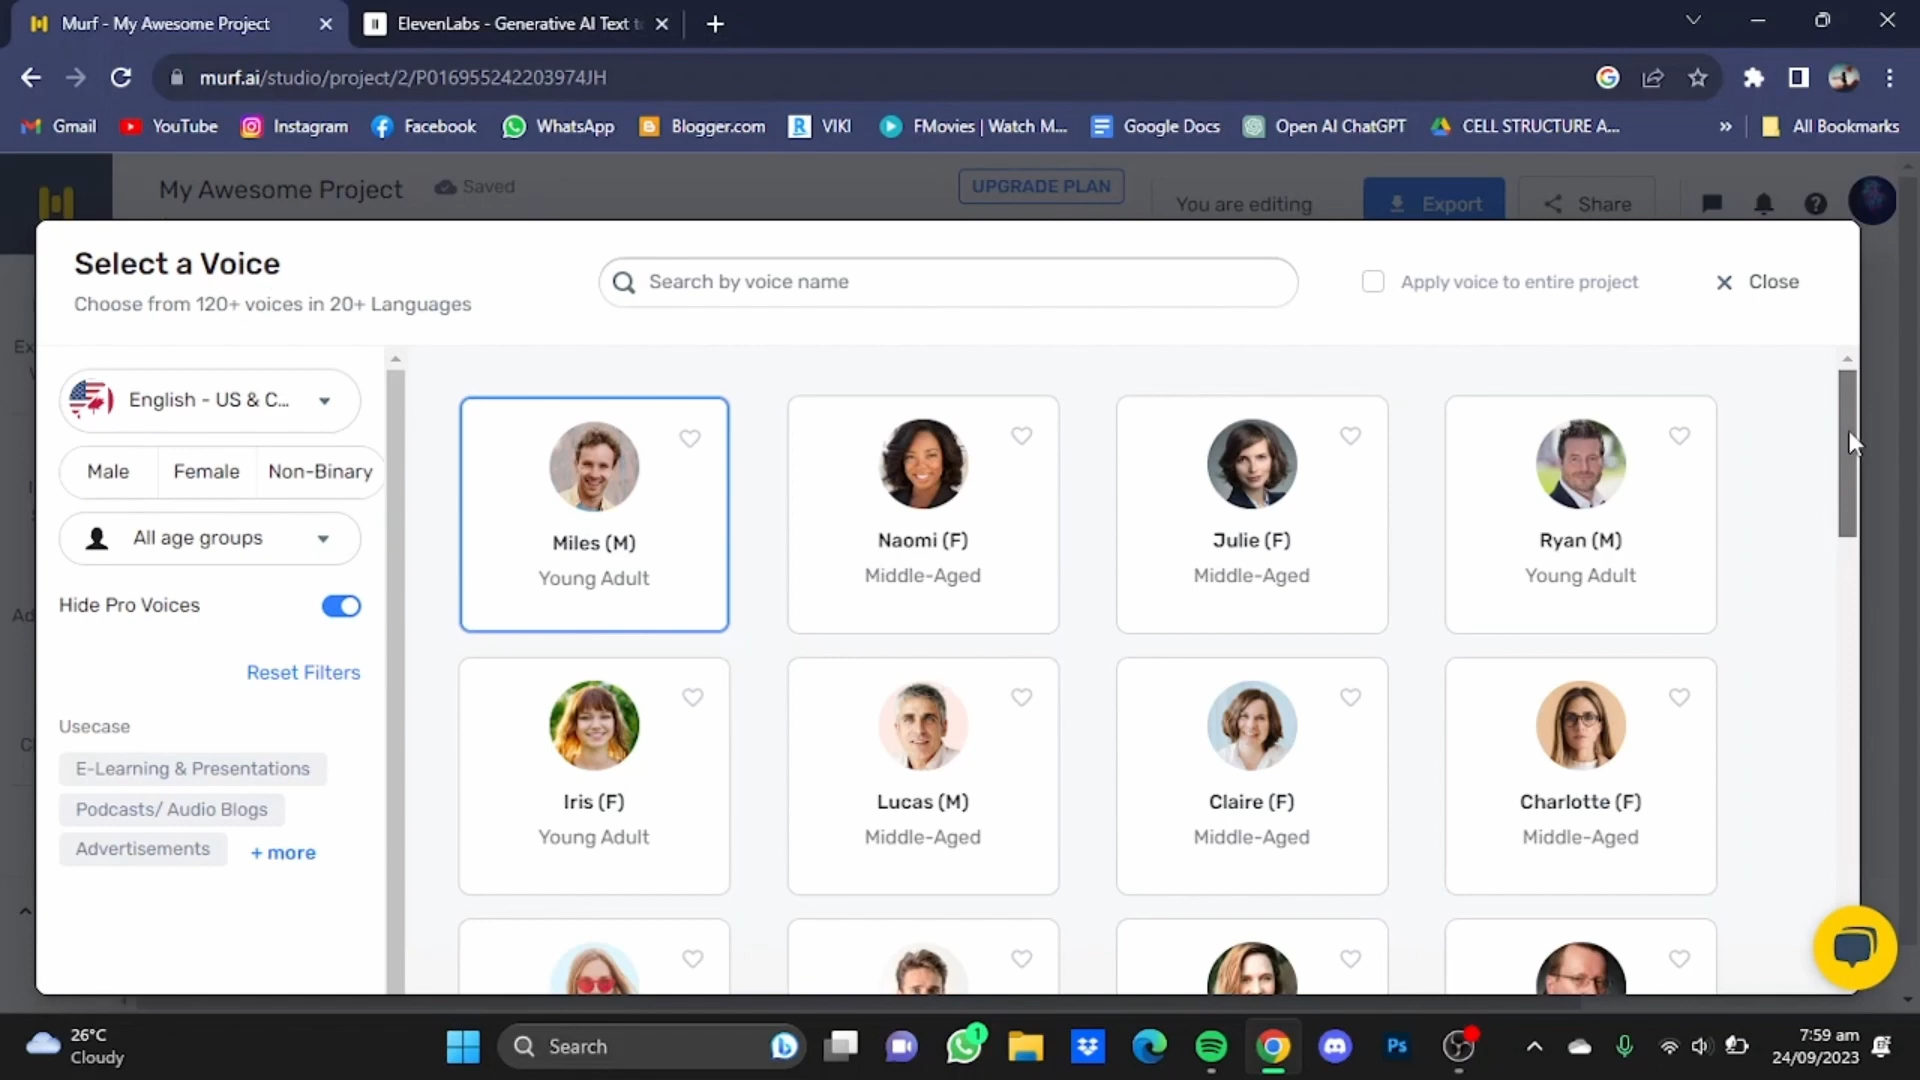 Murf - My Awesome Project
ElevenLabs - Generative AI Text t
murf.ai/studio/project/2/P016955242203974JH
Gmail
YouTube
Instagram
Facebook
WhatsApp
Blogger.com
VIKI
FMovies | Watch M...
Google Docs
Open AI ChatGPT
CELL STRUCTURE A...
»
All Bookmarks
My Awesome Project
Saved
UPGRADE PLAN
You are editing
Export
Share
Select a Voice
Choose from 120+ voices in 20+ Languages
Search by voice name
Apply voice to entire project
Close
English - US & C...
Male
Female
Non-Binary
All age groups
Hide Pro Voices
Reset Filters
Usecase
E-Learning & Presentations
Podcasts/ Audio Blogs
Advertisements
+ more
Miles (M)
Young Adult
Naomi (F)
Middle-Aged
Julie (F)
Middle-Aged
Ryan (M)
Young Adult
Iris (F)
Young Adult
Lucas (M)
Middle-Aged
Claire (F)
Middle-Aged
Charlotte (F)
Middle-Aged
26°C
Cloudy
Search
1
Ps
7:59 am
24/09/2023